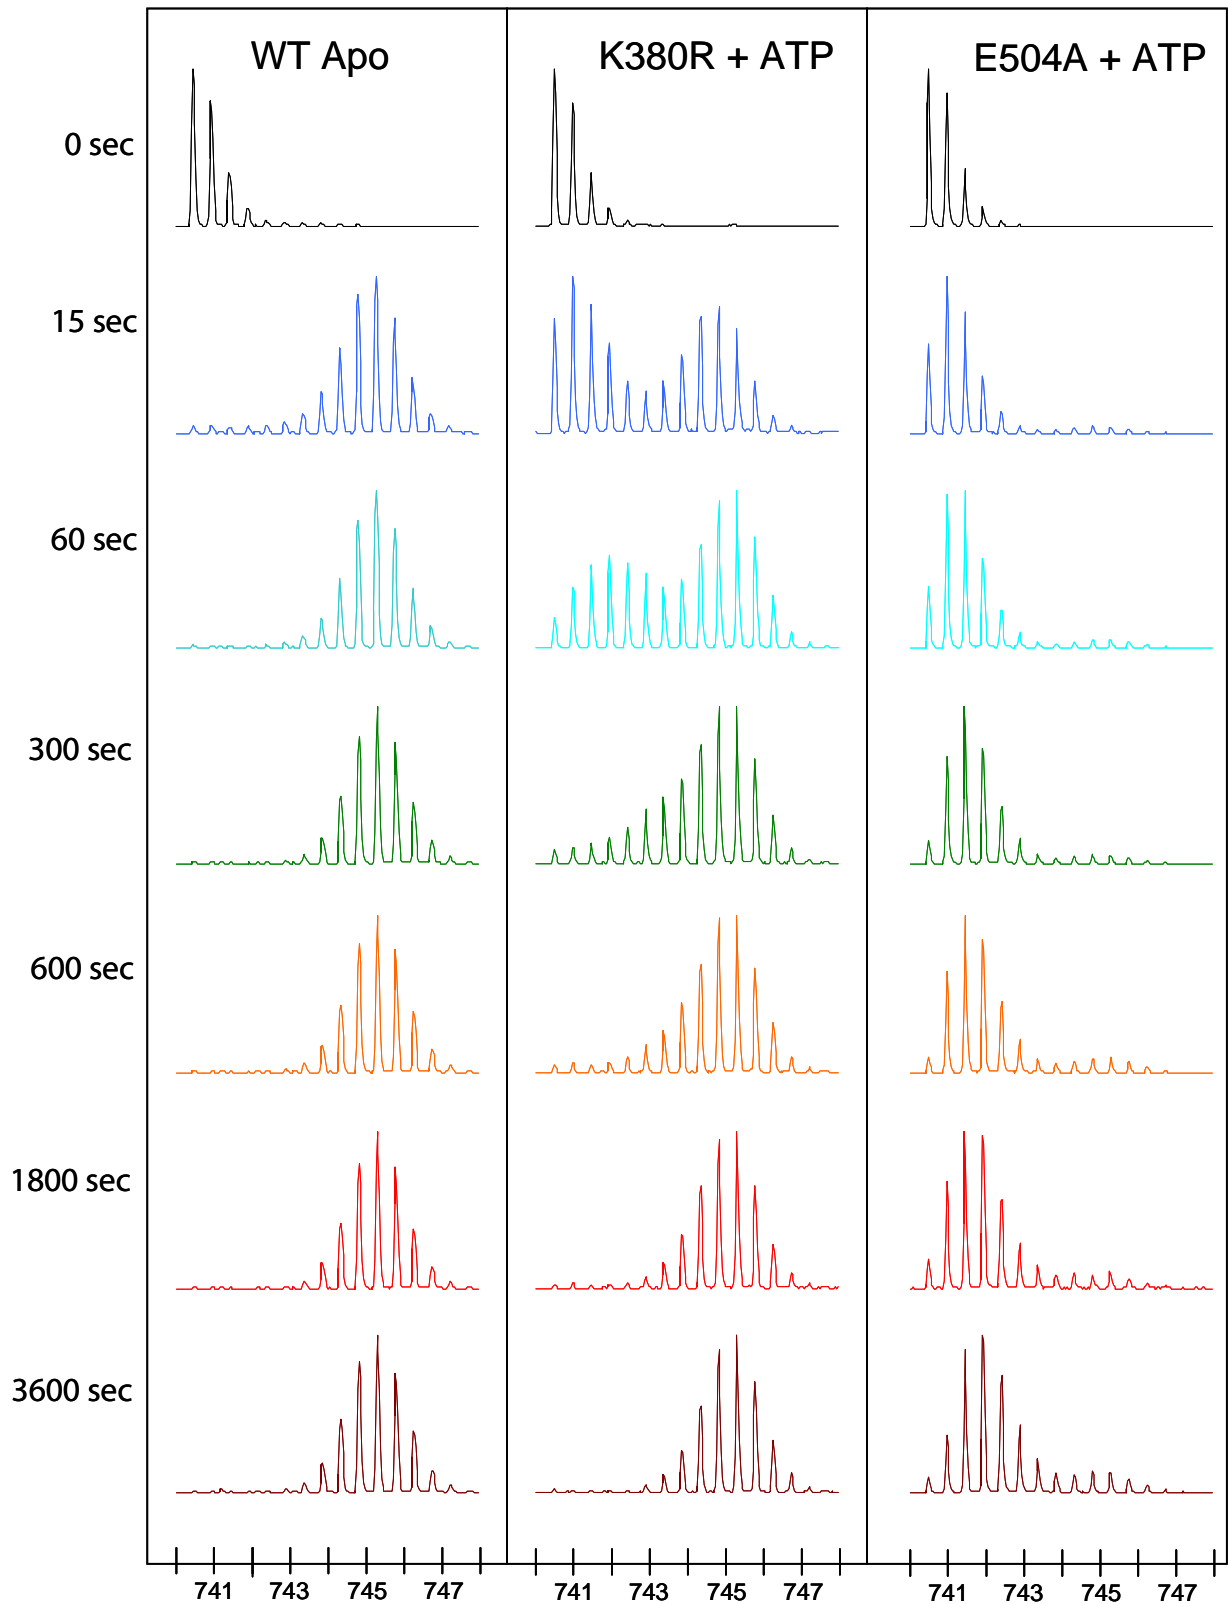 WT Apo
K380R + ATP
E504A + ATP
0 sec
15 sec
60 sec
300 sec
600 sec
1800 sec
3600 sec
741 743 745 747 741 743 745 747 741 743 745 747